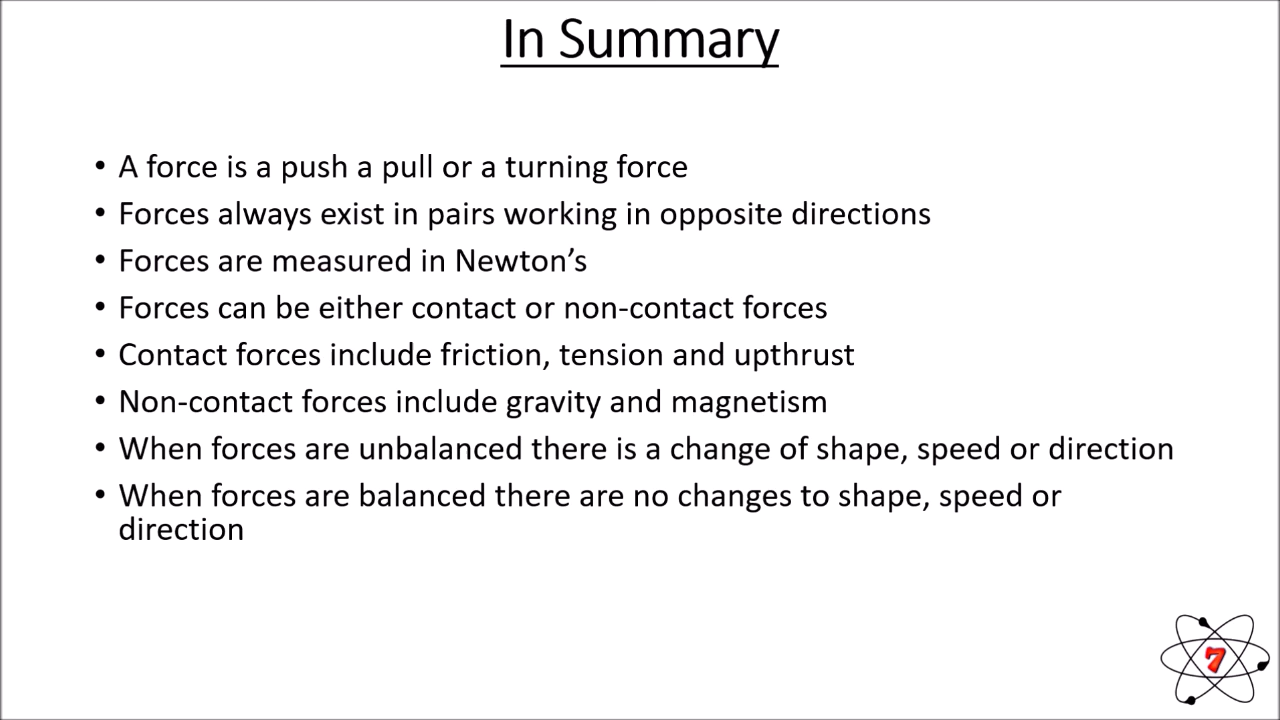 In Summary
• A force is a push a pull or a turning force
• Forces always exist in pairs working in opposite directions
• Forces are measured in Newton’s
• Forces can be either contact or non-contact forces
• Contact forces include friction, tension and upthrust
• Non-contact forces include gravity and magnetism
• When forces are unbalanced there is a change of shape, speed or direction
• When forces are balanced there are no changes to shape, speed or
direction
7